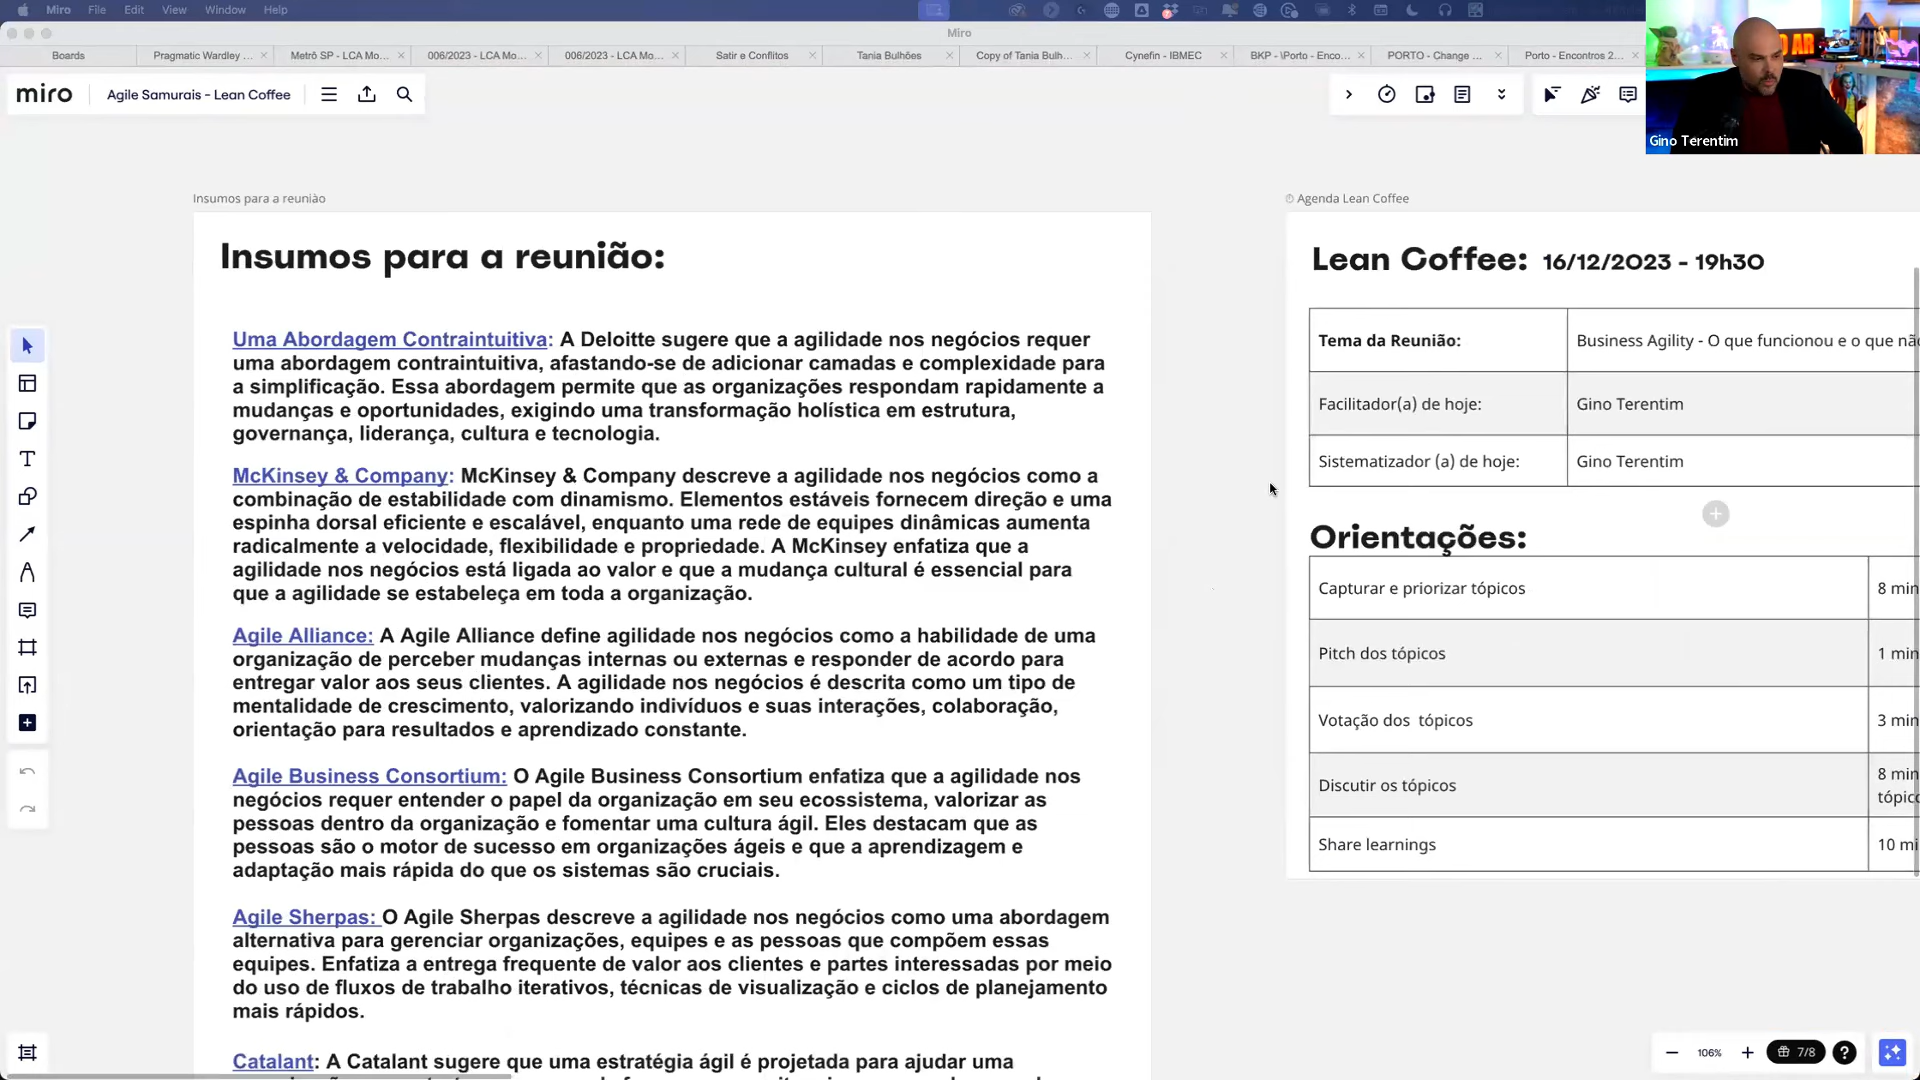 Miro File Edit View Window Help
Miro
Boards Pragmatic Wardley ... Metrô SP - LCA Mo... 006/2023 - LCA Mo... 006/2023 - LCA Mo... Satir e Conflitos Tania Bulhões Copy of Tania Bulh... Cynefin - IBMEC BKP - \Porto - Enco... PORTO - Change ... Porto - Encontros 2...
miro Agile Samurais - Lean Coffee
Gino Terentim
Insumos para a reunião
Insumos para a reunião:
Uma Abordagem Contraintuitiva: A Deloitte sugere que a agilidade nos negócios requer
uma abordagem contraintuitiva, afastando-se de adicionar camadas e complexidade para
a simplificação. Essa abordagem permite que as organizações respondam rapidamente a
mudanças e oportunidades, exigindo uma transformação holística em estrutura,
governança, liderança, cultura e tecnologia.
McKinsey & Company: McKinsey & Company descreve a agilidade nos negócios como a
combinação de estabilidade com dinamismo. Elementos estáveis fornecem direção e uma
espinha dorsal eficiente e escalável, enquanto uma rede de equipes dinâmicas aumenta
radicalmente a velocidade, flexibilidade e propriedade. A McKinsey enfatiza que a
agilidade nos negócios está ligada ao valor e que a mudança cultural é essencial para
que a agilidade se estabeleça em toda a organização.
Agile Alliance: A Agile Alliance define agilidade nos negócios como a habilidade de uma
organização de perceber mudanças internas ou externas e responder de acordo para
entregar valor aos seus clientes. A agilidade nos negócios é descrita como um tipo de
mentalidade de crescimento, valorizando indivíduos e suas interações, colaboração,
orientação para resultados e aprendizado constante.
Agile Business Consortium: O Agile Business Consortium enfatiza que a agilidade nos
negócios requer entender o papel da organização em seu ecossistema, valorizar as
pessoas dentro da organização e fomentar uma cultura ágil. Eles destacam que as
pessoas são o motor de sucesso em organizações ágeis e que a aprendizagem e
adaptação mais rápida do que os sistemas são cruciais.
Agile Sherpas: O Agile Sherpas descreve a agilidade nos negócios como uma abordagem
alternativa para gerenciar organizações, equipes e as pessoas que compõem essas
equipes. Enfatiza a entrega frequente de valor aos clientes e partes interessadas por meio
do uso de fluxos de trabalho iterativos, técnicas de visualização e ciclos de planejamento
mais rápidos.
Catalant: A Catalant sugere que uma estratégia ágil é projetada para ajudar uma
Agenda Lean Coffee
Lean Coffee: 16/12/2023 - 19h30
Tema da Reunião: Business Agility - O que funcionou e o que não
Facilitador(a) de hoje: Gino Terentim
Sistematizador (a) de hoje: Gino Terentim
Orientações:
Capturar e priorizar tópicos 8 min
Pitch dos tópicos 1 min
Votação dos tópicos 3 min
Discutir os tópicos 8 min
tópico
Share learnings 10 mi
106% 7/8